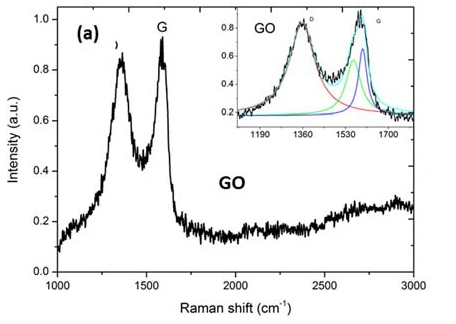 (a)
G
GO
Intensity (a.u.)
1.0
0.8
0.6
0.4
0.2
0.0
1000
1500
2000
2500
3000
Raman shift (cm⁻¹)
GO
D
G
0.8
0.6
0.4
0.2
1190
1360
1530
1700